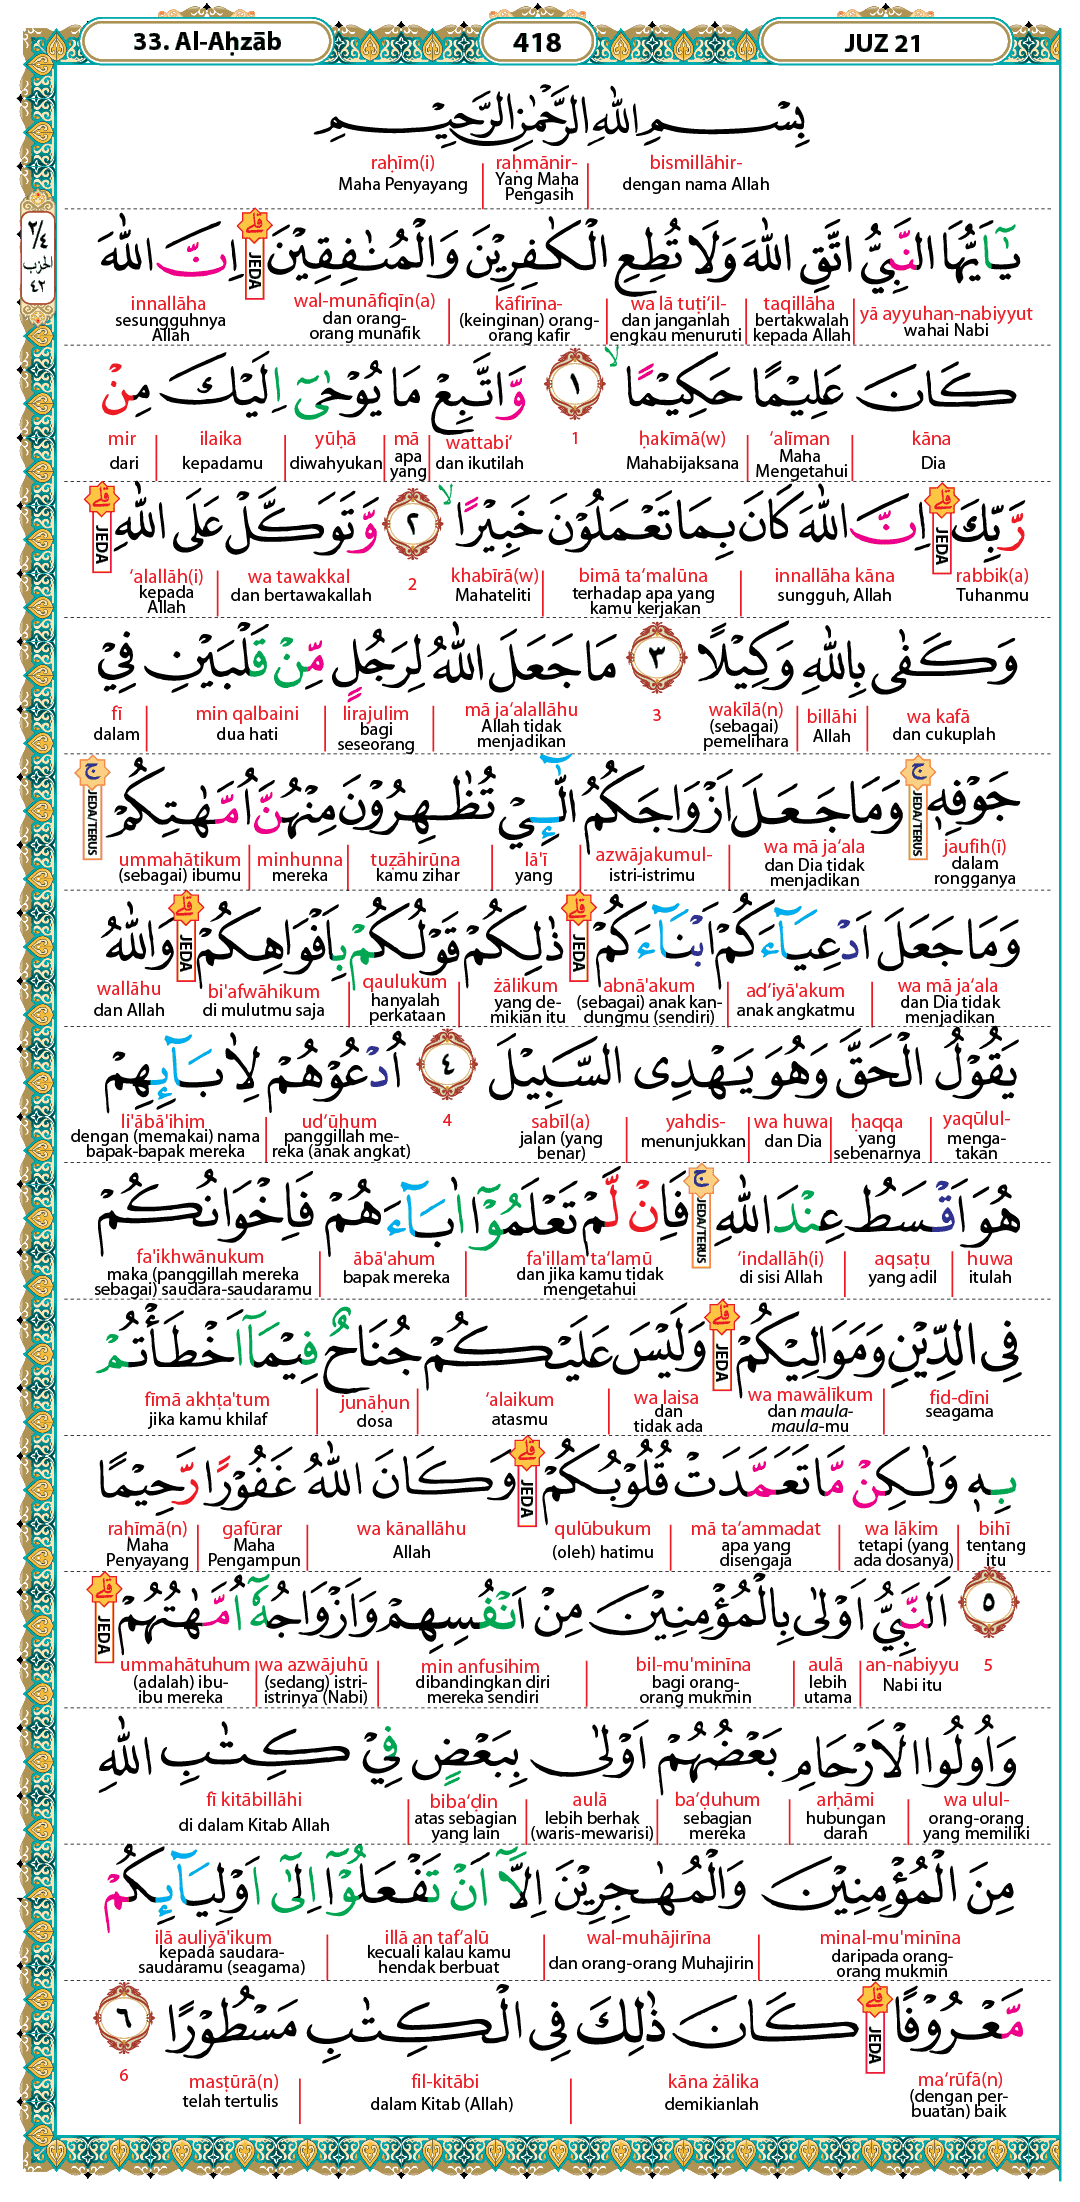 33. Al-Aḥzāb 418 JUZ 21
بِسْمِ اللّٰهِ الرَّحْمٰنِ الرَّحِيْمِ
bismillāhir- raḥmānir- raḥīm(i)
dengan nama Allah Yang Maha Pengasih Maha Penyayang
٢/٤ الحزب ٤٢
يٰٓاَيُّهَا النَّبِيُّ اتَّقِ اللّٰهَ وَلَا تُطِعِ الْكٰفِرِيْنَ وَالْمُنٰفِقِيْنَ ۗ JEDA اِنَّ اللّٰهَ
yā ayyuhan-nabiyyut taqillāha wa lā tuṭi‘il- kāfirīna- wal-munāfiqīn(a) innallāha
wahai Nabi bertakwalah kepada Allah dan janganlah engkau menuruti (keinginan) orang-orang kafir dan orang-orang munafik sesungguhnya Allah
كَانَ عَلِيْمًا حَكِيْمًا ۙ ١ وَّاتَّبِعْ مَا يُوْحٰىٓ اِلَيْكَ مِنْ
kāna ‘alīman ḥakīmā(w) 1 wattabi‘ mā yūḥā ilaika mir
Dia Maha Mengetahui Mahabijaksana dan ikutilah apa yang diwahyukan kepadamu dari
رَّبِّكَ ۗ JEDA اِنَّ اللّٰهَ كَانَ بِمَا تَعْمَلُوْنَ خَبِيْرًا ۙ ٢ وَّتَوَكَّلْ عَلَى اللّٰهِ ۗ JEDA
rabbik(a) innallāha kāna bimā ta‘malūna khabīrā(w) 2 wa tawakkal ‘alallāh(i)
Tuhanmu sungguh, Allah terhadap apa yang kamu kerjakan Mahateliti dan bertawakallah kepada Allah
وَكَفٰى بِاللّٰهِ وَكِيْلًا ٣ مَا جَعَلَ اللّٰهُ لِرَجُلٍ مِّنْ قَلْبَيْنِ فِيْ
wa kafā billāhi wakīlā(n) 3 mā ja‘alallāhu lirajulim min qalbaini fī
dan cukuplah Allah (sebagai) pemelihara Allah tidak menjadikan bagi seseorang dua hati dalam
جَوْفِهٖ ۚ JEDA/TERUS وَمَا جَعَلَ اَزْوَاجَكُمُ الّٰۤـِٔيْ تُظٰهِرُوْنَ مِنْهُنَّ اُمَّهٰتِكُمْ ۚ JEDA/TERUS
jaufih(ī) wa mā ja‘ala azwājakumul- lā'ī tuẓāhirūna minhunna ummahātikum
dalam rongganya dan Dia tidak menjadikan istri-istrimu yang kamu zihar mereka (sebagai) ibumu
وَمَا جَعَلَ اَدْعِيَاۤءَكُمْ اَبْنَاۤءَكُمْ ۗ JEDA ذٰلِكُمْ قَوْلُكُمْ بِاَفْوَاهِكُمْ ۗ JEDA وَاللّٰهُ
wa mā ja‘ala ad‘iyā'akum abnā'akum żālikum qaulukum bi'afwāhikum wallāhu
dan Dia tidak menjadikan anak angkatmu (sebagai) anak kandungmu (sendiri) yang demikian itu hanyalah perkataan di mulutmu saja dan Allah
يَقُوْلُ الْحَقَّ وَهُوَ يَهْدِى السَّبِيْلَ ٤ اُدْعُوْهُمْ لِاٰبَاۤىِٕهِمْ
yaqūlul- ḥaqqa wa huwa yahdis- sabīl(a) 4 ud‘ūhum li'ābā'ihim
mengatakan yang sebenarnya dan Dia menunjukkan jalan (yang benar) panggillah mereka (anak angkat) dengan (memakai) nama bapak-bapak mereka
هُوَ اَقْسَطُ عِنْدَ اللّٰهِ ۚ JEDA/TERUS فَاِنْ لَّمْ تَعْلَمُوْٓا اٰبَاۤءَهُمْ فَاِخْوَانُكُمْ
huwa aqsaṭu ‘indallāh(i) fa'illam ta‘lamū ābā'ahum fa'ikhwānukum
itulah yang adil di sisi Allah dan jika kamu tidak mengetahui bapak mereka maka (panggillah mereka sebagai) saudara-saudaramu
فِى الدِّيْنِ وَمَوَالِيْكُمْ ۗ JEDA وَلَيْسَ عَلَيْكُمْ جُنَاحٌ فِيْمَآ اَخْطَأْتُمْ
fid-dīni wa mawālīkum wa laisa ‘alaikum junāḥun fīmā akhṭa'tum
seagama dan maula-maula-mu dan tidak ada atasmu dosa jika kamu khilaf
بِهٖ وَلٰكِنْ مَّا تَعَمَّدَتْ قُلُوْبُكُمْ ۗ JEDA وَكَانَ اللّٰهُ غَفُوْرًا رَّحِيْمًا
bihī wa lākim mā ta‘ammadat qulūbukum wa kānallāhu gafūrar raḥīmā(n)
tentang itu tetapi (yang ada dosanya) apa yang disengaja (oleh) hatimu Allah Maha Pengampun Maha Penyayang
٥ اَلنَّبِيُّ اَوْلٰى بِالْمُؤْمِنِيْنَ مِنْ اَنْفُسِهِمْ وَاَزْوَاجُهٗٓ اُمَّهٰتُهُمْ ۗ JEDA
5 an-nabiyyu aulā bil-mu'minīna min anfusihim wa azwājuhū ummahātuhum
Nabi itu lebih utama bagi orang-orang mukmin dibandingkan diri mereka sendiri (sedang) istri-istrinya (Nabi) (adalah) ibu-ibu mereka
وَاُولُوا الْاَرْحَامِ بَعْضُهُمْ اَوْلٰى بِبَعْضٍ فِيْ كِتٰبِ اللّٰهِ
wa ulul- arḥāmi ba‘ḍuhum aulā biba‘ḍin fī kitābillāhi
orang-orang yang memiliki hubungan darah sebagian mereka lebih berhak (waris-mewarisi) atas sebagian yang lain di dalam Kitab Allah
مِنَ الْمُؤْمِنِيْنَ وَالْمُهٰجِرِيْنَ اِلَّآ اَنْ تَفْعَلُوْٓا اِلٰٓى اَوْلِيَاۤىِٕكُمْ
minal-mu'minīna wal-muhājirīna illā an taf‘alū ilā auliyā'ikum
daripada orang-orang mukmin dan orang-orang Muhajirin kecuali kalau kamu hendak berbuat kepada saudara-saudaramu (seagama)
مَّعْرُوْفًا ۗ JEDA كَانَ ذٰلِكَ فِى الْكِتٰبِ مَسْطُوْرًا ٦
ma‘rūfā(n) kāna żālika fil-kitābi masṭūrā(n) 6
(dengan perbuatan) baik demikianlah dalam Kitab (Allah) telah tertulis